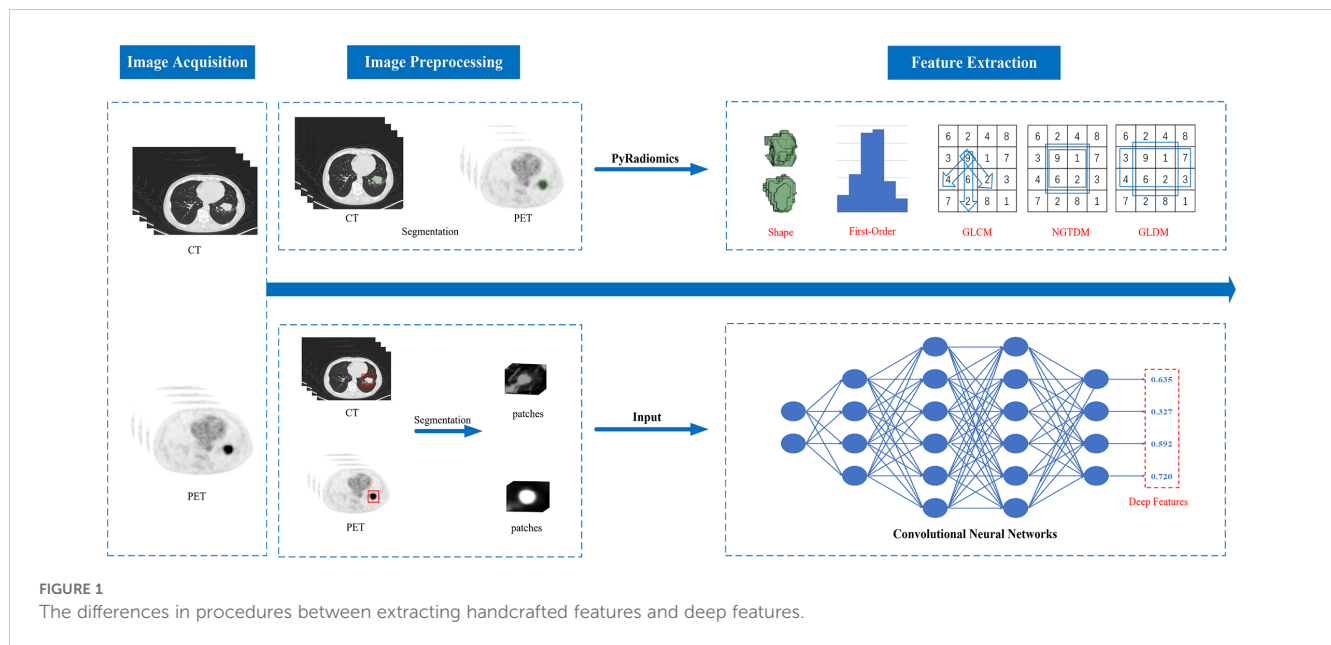 Image Acquisition
Image Preprocessing
Feature Extraction
CT
PET
CT
PET
Segmentation
PyRadiomics
Shape
First-Order
6 2 4 8
3 9 1 7
4 6 2 3
7 2 8 1
GLCM
6 2 4 8
3 9 1 7
4 6 2 3
7 2 8 1
NGTDM
6 2 4 8
3 9 1 7
4 6 2 3
7 2 8 1
GLDM
CT
PET
Segmentation
patches
patches
Input
0.635
0.327
0.592
0.720
Deep Features
Convolutional Neural Networks
FIGURE 1
The differences in procedures between extracting handcrafted features and deep features.